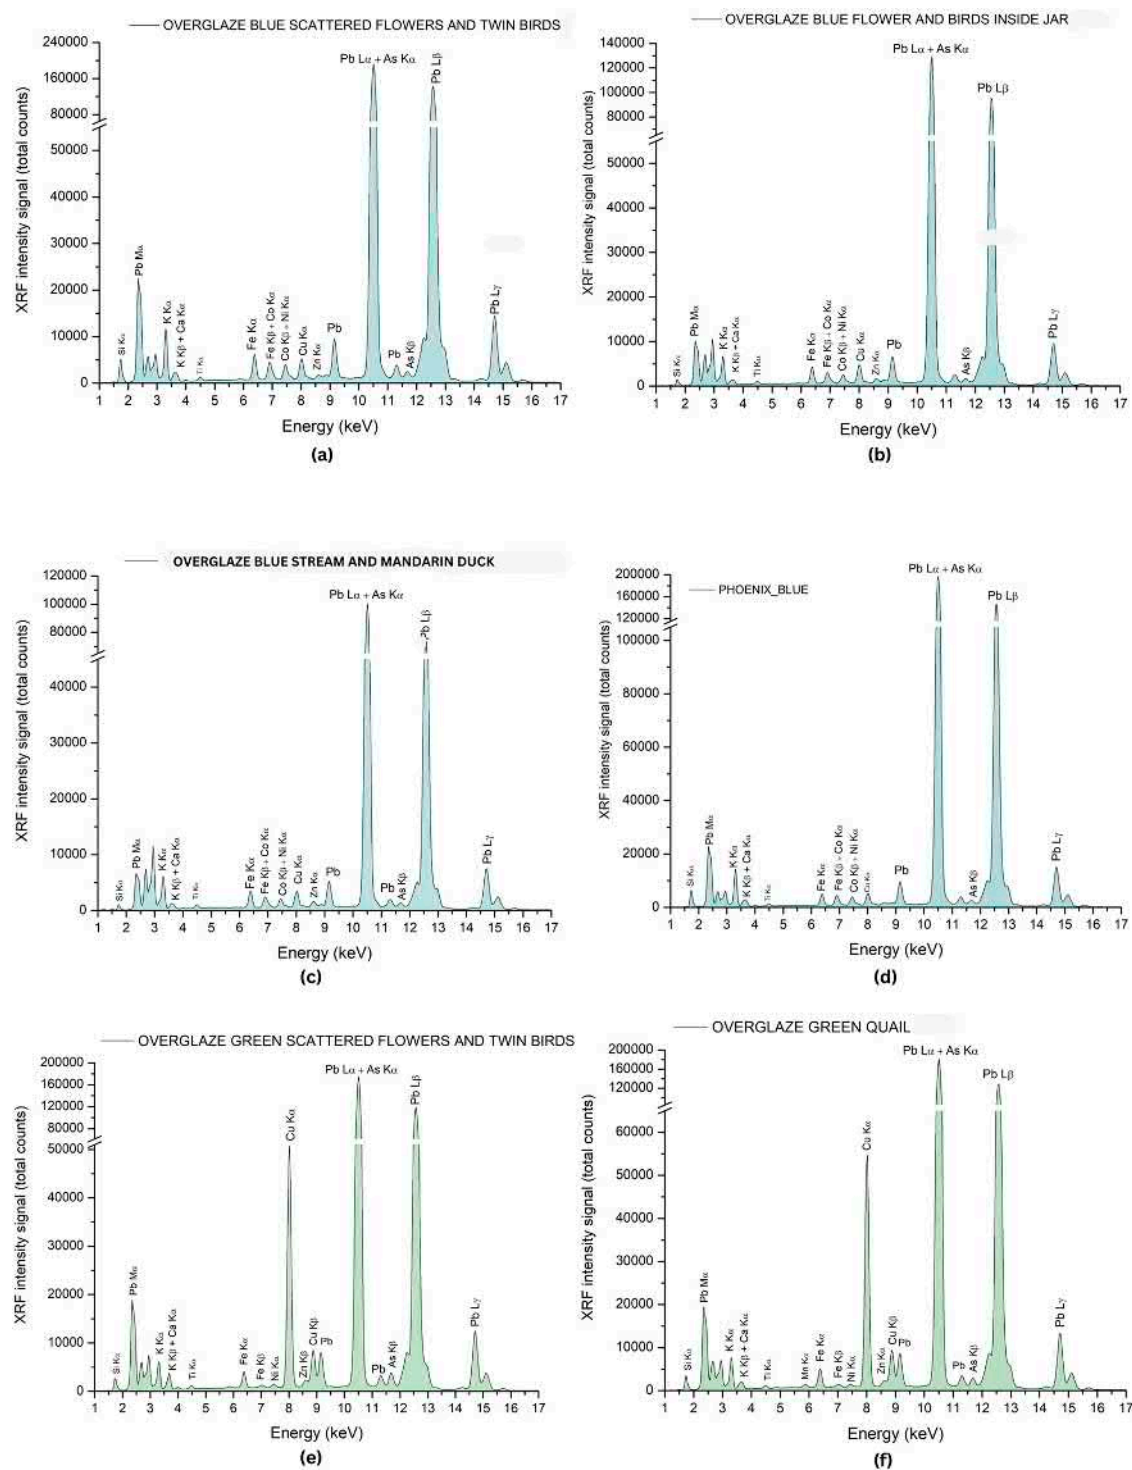 OVERGLAZE BLUE SCATTERED FLOWERS AND TWIN BIRDS
240000
160000
80000
50000
40000
30000
20000
10000
0
XRF intensity signal (total counts)
Si Kα
Pb Mα
K Kα
K Kβ + Ca Kα
Ti Kα
Fe Kα
Fe Kβ + Co Kα
Co Kβ + Ni Kα
Cu Kα
Zn Kα
Pb
Pb Lα + As Kα
Pb
As Kβ
Pb Lβ
Pb Lγ
1 2 3 4 5 6 7 8 9 10 11 12 13 14 15 16 17
Energy (keV)
(a)
OVERGLAZE BLUE FLOWER AND BIRDS INSIDE JAR
140000
120000
100000
80000
50000
40000
30000
20000
10000
0
XRF intensity signal (total counts)
Si Kα
Pb Mα
K Kα
K Kβ + Ca Kα
Ti Kα
Fe Kα
Fe Kβ + Co Kα
Co Kβ + Ni Kα
Cu Kα
Zn Kα
Pb
Pb Lα + As Kα
As Kβ
Pb Lβ
Pb Lγ
1 2 3 4 5 6 7 8 9 10 11 12 13 14 15 16 17
Energy (keV)
(b)
OVERGLAZE BLUE STREAM AND MANDARIN DUCK
120000
100000
80000
60000
40000
30000
20000
10000
0
XRF intensity signal (total counts)
Si Kα
Pb Mα
K Kα
K Kβ + Ca Kα
Ti Kα
Fe Kα
Fe Kβ + Co Kα
Co Kβ + Ni Kα
Cu Kα
Zn Kα
Pb
Pb Lα + As Kα
Pb
As Kβ
Pb Lβ
Pb Lγ
1 2 3 4 5 6 7 8 9 10 11 12 13 14 15 16 17
Energy (keV)
(c)
PHOENIX_BLUE
200000
180000
160000
140000
120000
100000
80000
60000
40000
20000
0
XRF intensity signal (total counts)
Si Kα
Pb Mα
K Kα
K Kβ + Ca Kα
Ti Kα
Fe Kα
Fe Kβ + Co Kα
Co Kβ + Ni Kα
Cu Kα
Pb
Pb Lα + As Kα
As Kβ
Pb Lβ
Pb Lγ
1 2 3 4 5 6 7 8 9 10 11 12 13 14 15 16 17
Energy (keV)
(d)
OVERGLAZE GREEN SCATTERED FLOWERS AND TWIN BIRDS
200000
180000
160000
140000
120000
100000
80000
60000
50000
40000
30000
20000
10000
0
XRF intensity signal (total counts)
Si Kα
Pb Mα
K Kα
K Kβ + Ca Kα
Ti Kα
Fe Kα
Fe Kβ
Ni Kα
Cu Kα
Zn Kβ
Cu Kβ
Pb
Pb Lα + As Kα
Pb
As Kβ
Pb Lβ
Pb Lγ
1 2 3 4 5 6 7 8 9 10 11 12 13 14 15 16 17
Energy (keV)
(e)
OVERGLAZE GREEN QUAIL
200000
180000
160000
140000
120000
100000
80000
60000
50000
40000
30000
20000
10000
0
XRF intensity signal (total counts)
Si Kα
Pb Mα
K Kα
K Kβ + Ca Kα
Ti Kα
Mn Kα
Fe Kα
Fe Kβ
Ni Kα
Cu Kα
Zn Kα
Cu Kβ
Pb
Pb Lα + As Kα
Pb
As Kβ
Pb Lβ
Pb Lγ
1 2 3 4 5 6 7 8 9 10 11 12 13 14 15 16 17
Energy (keV)
(f)